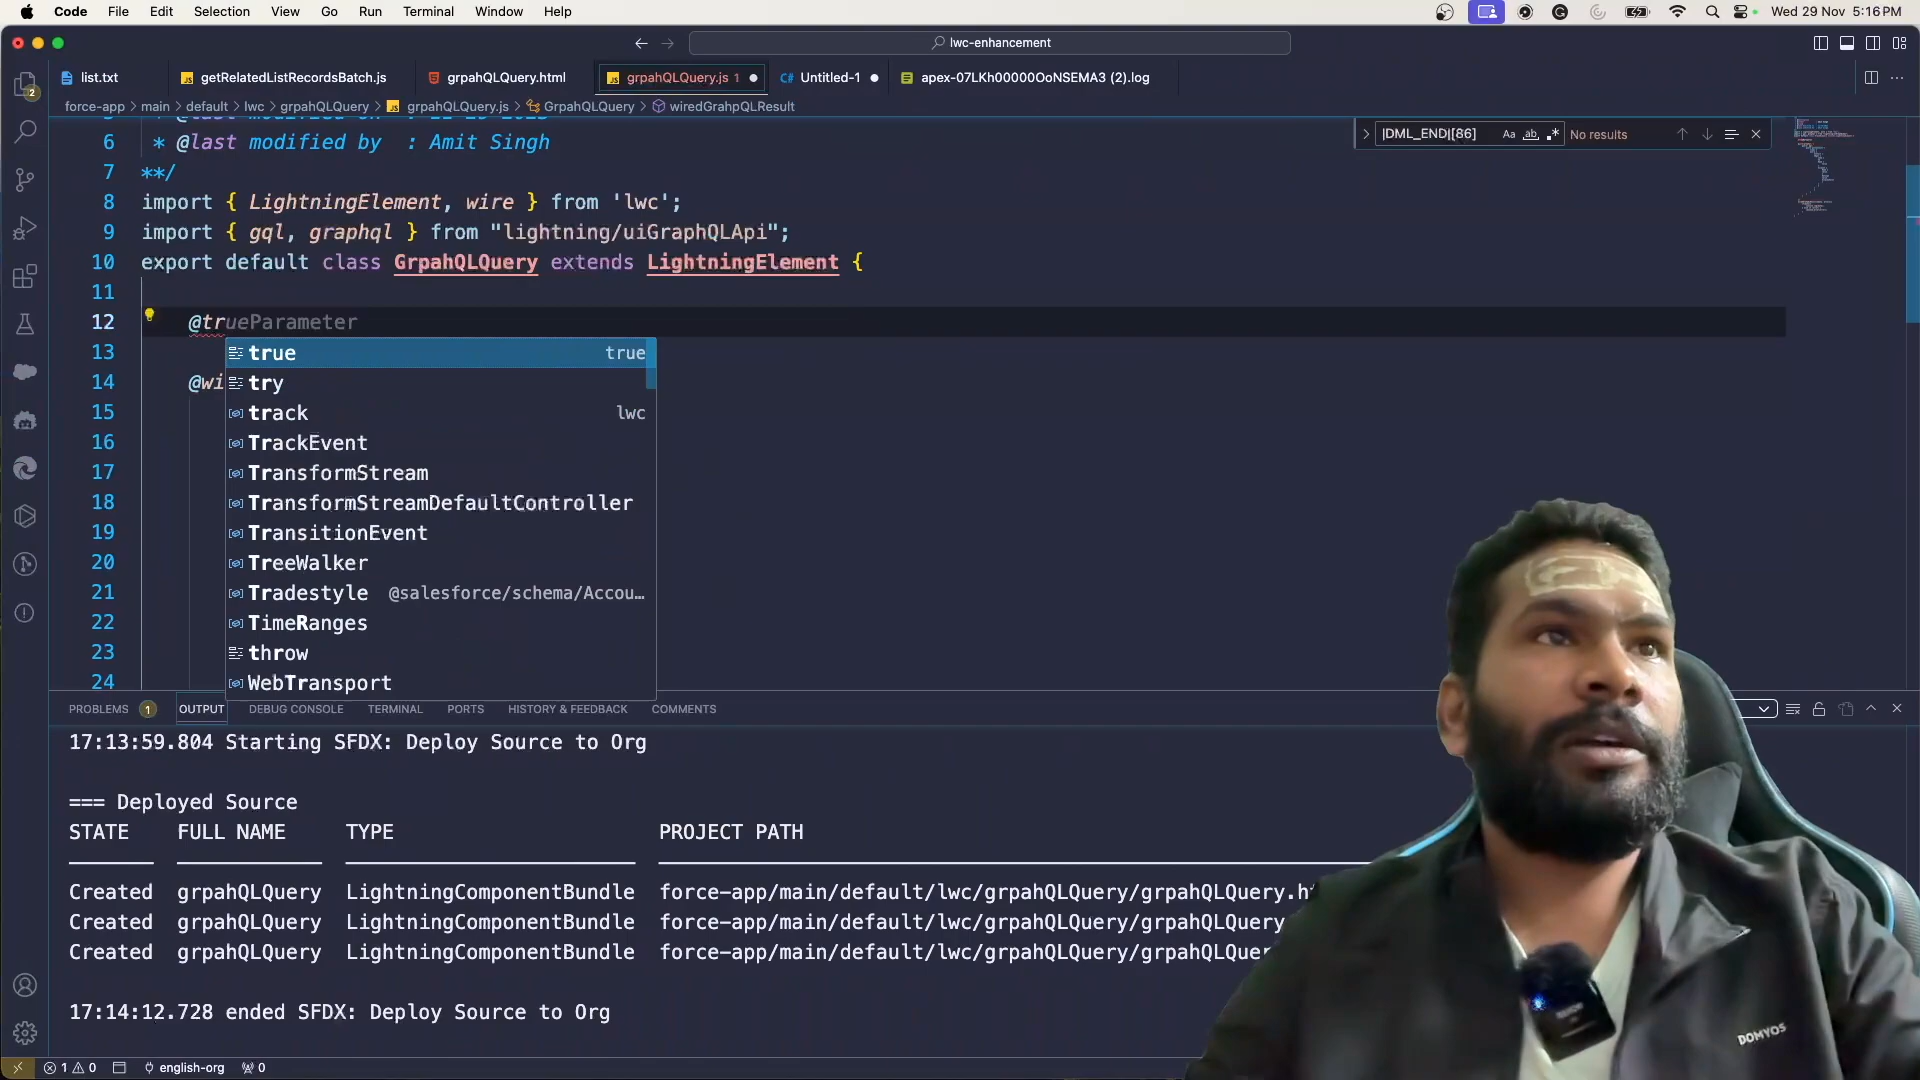 Code File Edit Selection View Go Run Terminal Window Help Wed 29 Nov 5:16 PM
lwc-enhancement
list.txt getRelatedListRecordsBatch.js grpahQLQuery.html grpahQLQuery.js 1 Untitled-1 apex-07LKh00000OoNSEMA3 (2).log
force-app > main > default > lwc > grpahQLQuery > grpahQLQuery.js > GrpahQLQuery > wiredGrahpQLResult
|DML_END|[86] Aa ab No results
6 * @last modified by : Amit Singh
7 **/
8 import { LightningElement, wire } from 'lwc';
9 import { gql, graphql } from "lightning/uiGraphQLApi";
10 export default class GrpahQLQuery extends LightningElement {
11
12 @trueParameter
13 true true
14 @wi try
15 track lwc
16 TrackEvent
17 TransformStream
18 TransformStreamDefaultController
19 TransitionEvent
20 TreeWalker
21 Tradestyle @salesforce/schema/Accou…
22 TimeRanges
23 throw
24 WebTransport
PROBLEMS 1 OUTPUT DEBUG CONSOLE TERMINAL PORTS HISTORY & FEEDBACK COMMENTS
17:13:59.804 Starting SFDX: Deploy Source to Org
=== Deployed Source
STATE FULL NAME TYPE PROJECT PATH
Created grpahQLQuery LightningComponentBundle force-app/main/default/lwc/grpahQLQuery/grpahQLQuery.h
Created grpahQLQuery LightningComponentBundle force-app/main/default/lwc/grpahQLQuery/grpahQLQuery
Created grpahQLQuery LightningComponentBundle force-app/main/default/lwc/grpahQLQuery/grpahQLQuer
17:14:12.728 ended SFDX: Deploy Source to Org
DOMYOS
2
1 0 english-org 0